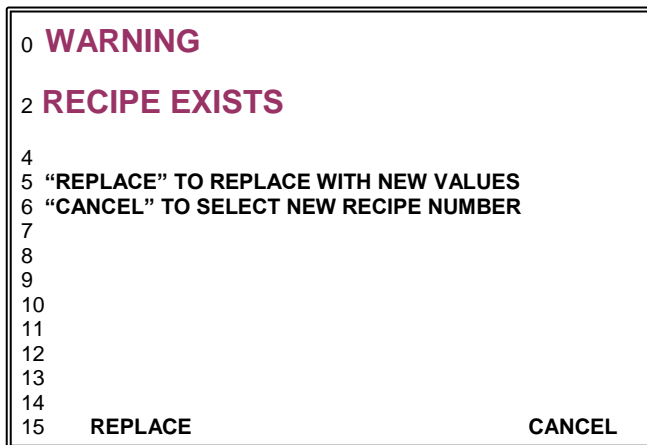 0 WARNING
2 RECIPE EXISTS
4
5 “REPLACE” TO REPLACE WITH NEW VALUES
6 “CANCEL” TO SELECT NEW RECIPE NUMBER
7
8
9
10
11
12
13
14
15 REPLACE CANCEL